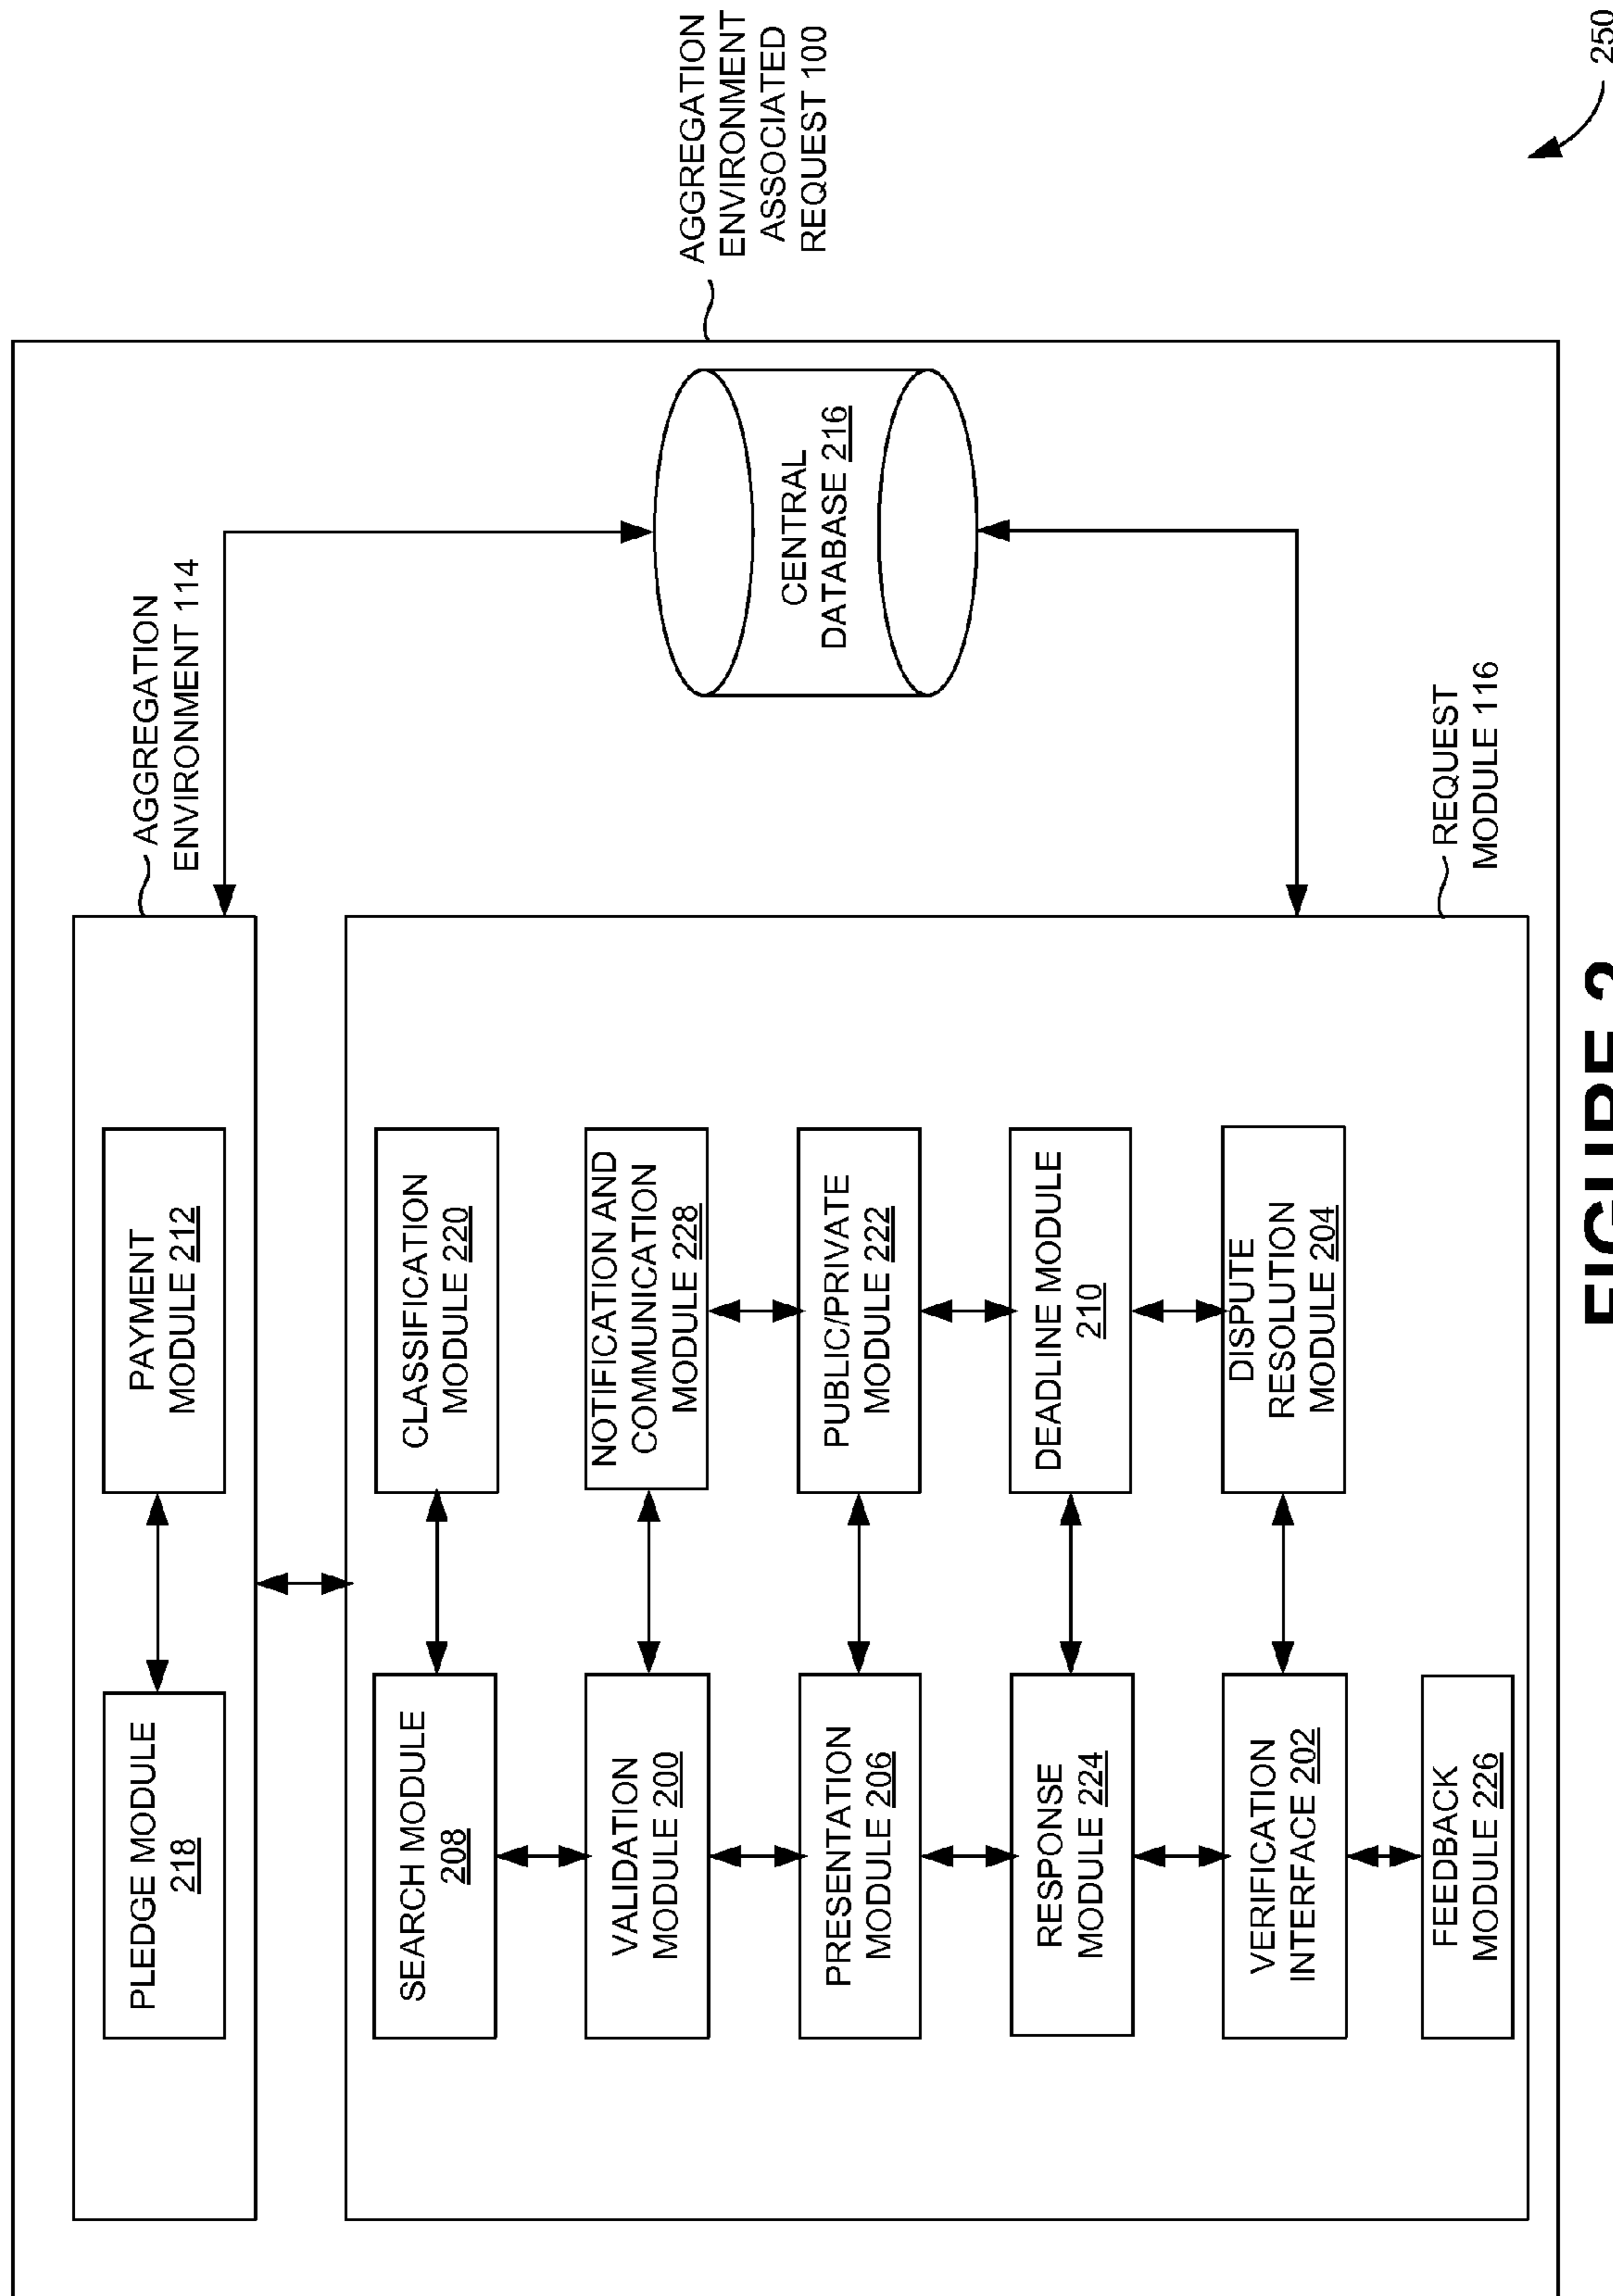 AGGREGATION
ENVIRONMENT 114
PLEDGE MODULE
218
PAYMENT
MODULE 212
SEARCH MODULE
208
CLASSIFICATION
MODULE 220
VALIDATION
MODULE 200
NOTIFICATION AND
COMMUNICATION
MODULE 228
PRESENTATION
MODULE 206
PUBLIC/PRIVATE
MODULE 222
RESPONSE
MODULE 224
DEADLINE MODULE
210
VERIFICATION
INTERFACE 202
DISPUTE
RESOLUTION
MODULE 204
FEEDBACK
MODULE 226
REQUEST
MODULE 116
CENTRAL
DATABASE 216
AGGREGATION
ENVIRONMENT
ASSOCIATED
REQUEST 100
250
FIGURE 2